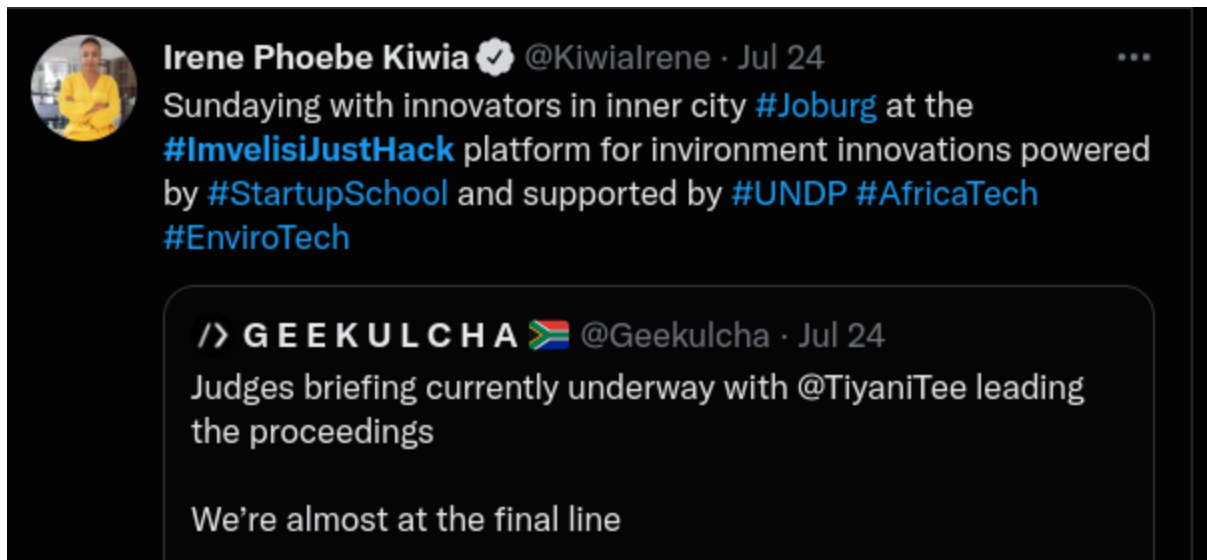 Irene Phoebe Kiwia @KiwiaIrene · Jul 24
Sundaying with innovators in inner city #Joburg at the
#ImvelisiJustHack platform for invironment innovations powered
by #StartupSchool and supported by #UNDP #AfricaTech
#EnviroTech
G E E K U L C H A 🇿🇦 @Geekulcha · Jul 24
Judges briefing currently underway with @TiyaniTee leading
the proceedings
We’re almost at the final line